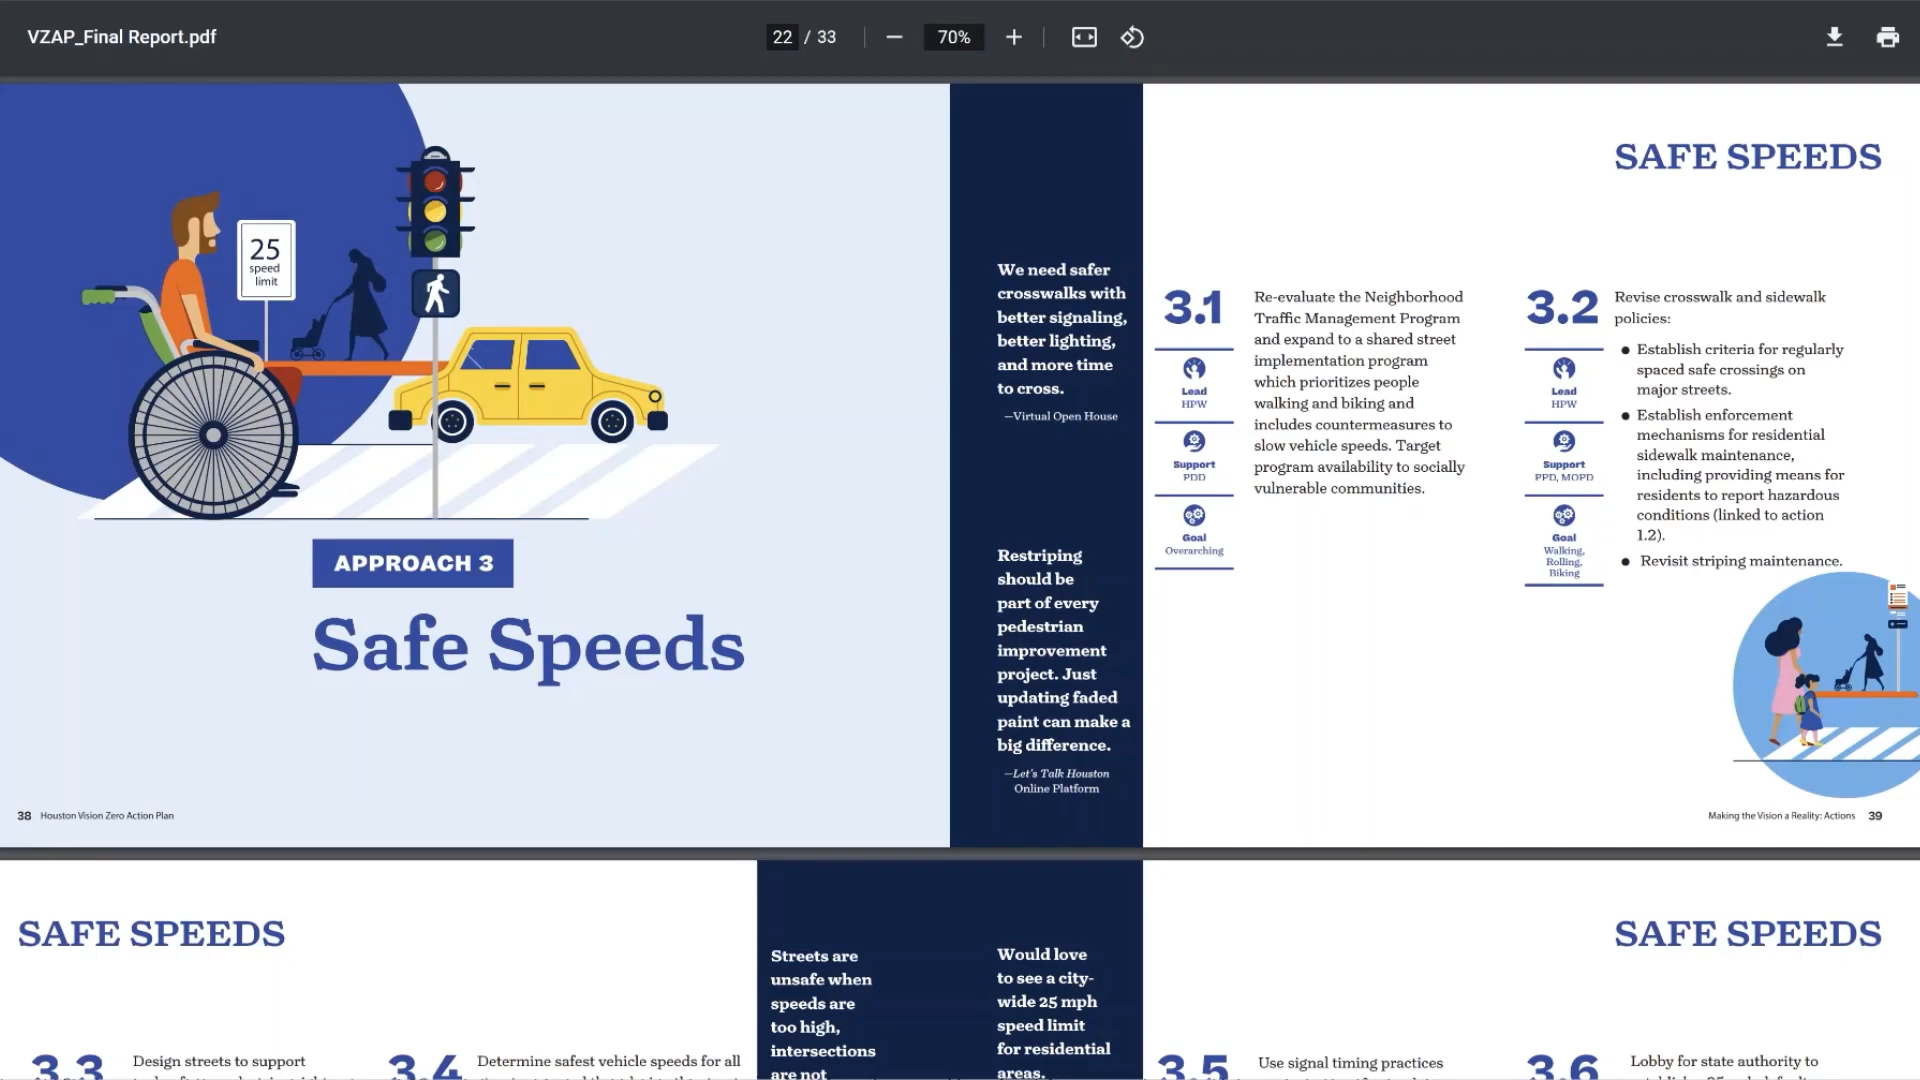 VZAP_Final Report.pdf
22 / 33
70%
25
speed
limit
APPROACH 3
Safe Speeds
38 Houston Vision Zero Action Plan
We need safer
crosswalks with
better signaling,
better lighting,
and more time
to cross.
—Virtual Open House
Restriping
should be
part of every
pedestrian
improvement
project. Just
updating faded
paint can make a
big difference.
—Let's Talk Houston
Online Platform
SAFE SPEEDS
3.1
Lead
HPW
Support
PDD
Goal
Overarching
Re-evaluate the Neighborhood
Traffic Management Program
and expand to a shared street
implementation program
which prioritizes people
walking and biking and
includes countermeasures to
slow vehicle speeds. Target
program availability to socially
vulnerable communities.
3.2
Lead
HPW
Support
PPD, MOPD
Goal
Walking,
Rolling,
Biking
Revise crosswalk and sidewalk
policies:
● Establish criteria for regularly
spaced safe crossings on
major streets.
● Establish enforcement
mechanisms for residential
sidewalk maintenance,
including providing means for
residents to report hazardous
conditions (linked to action
1.2).
● Revisit striping maintenance.
Making the Vision a Reality: Actions 39
SAFE SPEEDS
3.3
Design streets to support
3.4
Determine safest vehicle speeds for all
Streets are
unsafe when
speeds are
too high,
intersections
are not
Would love
to see a city-
wide 25 mph
speed limit
for residential
areas.
SAFE SPEEDS
3.5
Use signal timing practices
3.6
Lobby for state authority to